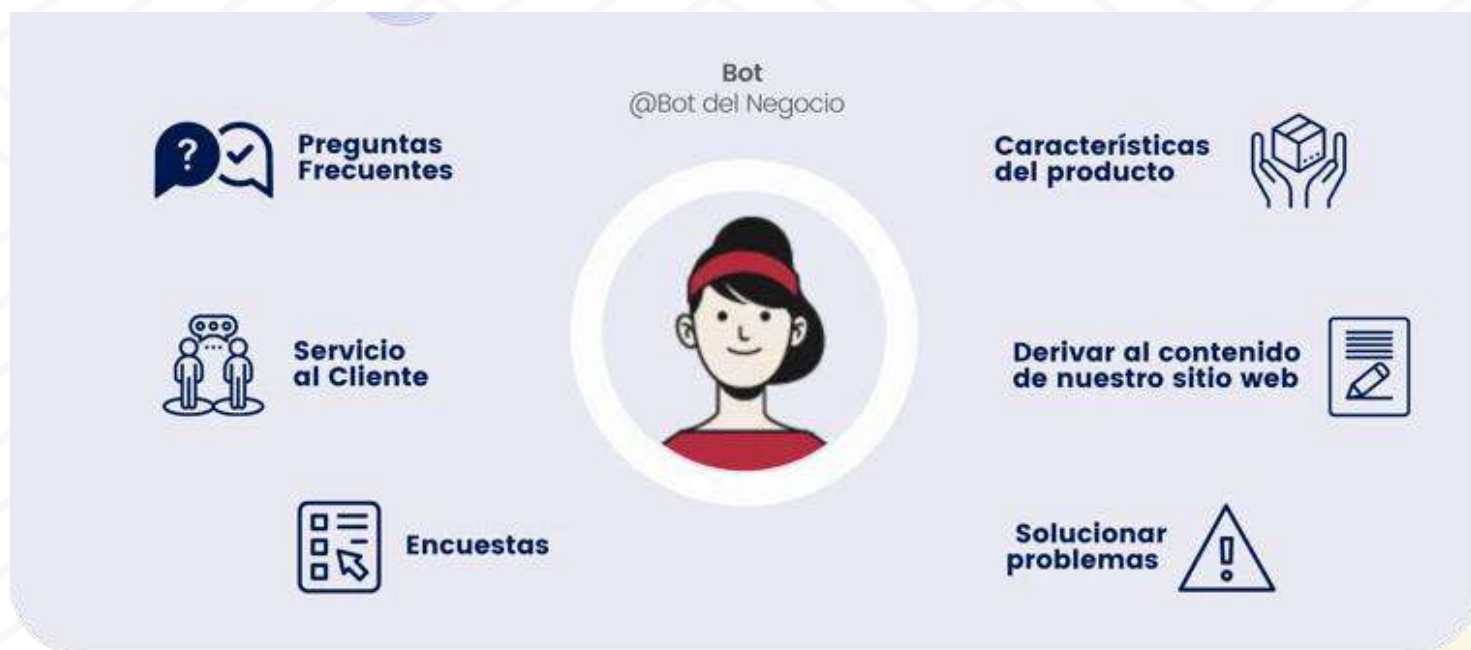 Bot
@Bot del Negocio
Preguntas
Frecuentes
Servicio
al Cliente
Encuestas
Características
del producto
Derivar al contenido
de nuestro sitio web
Solucionar
problemas